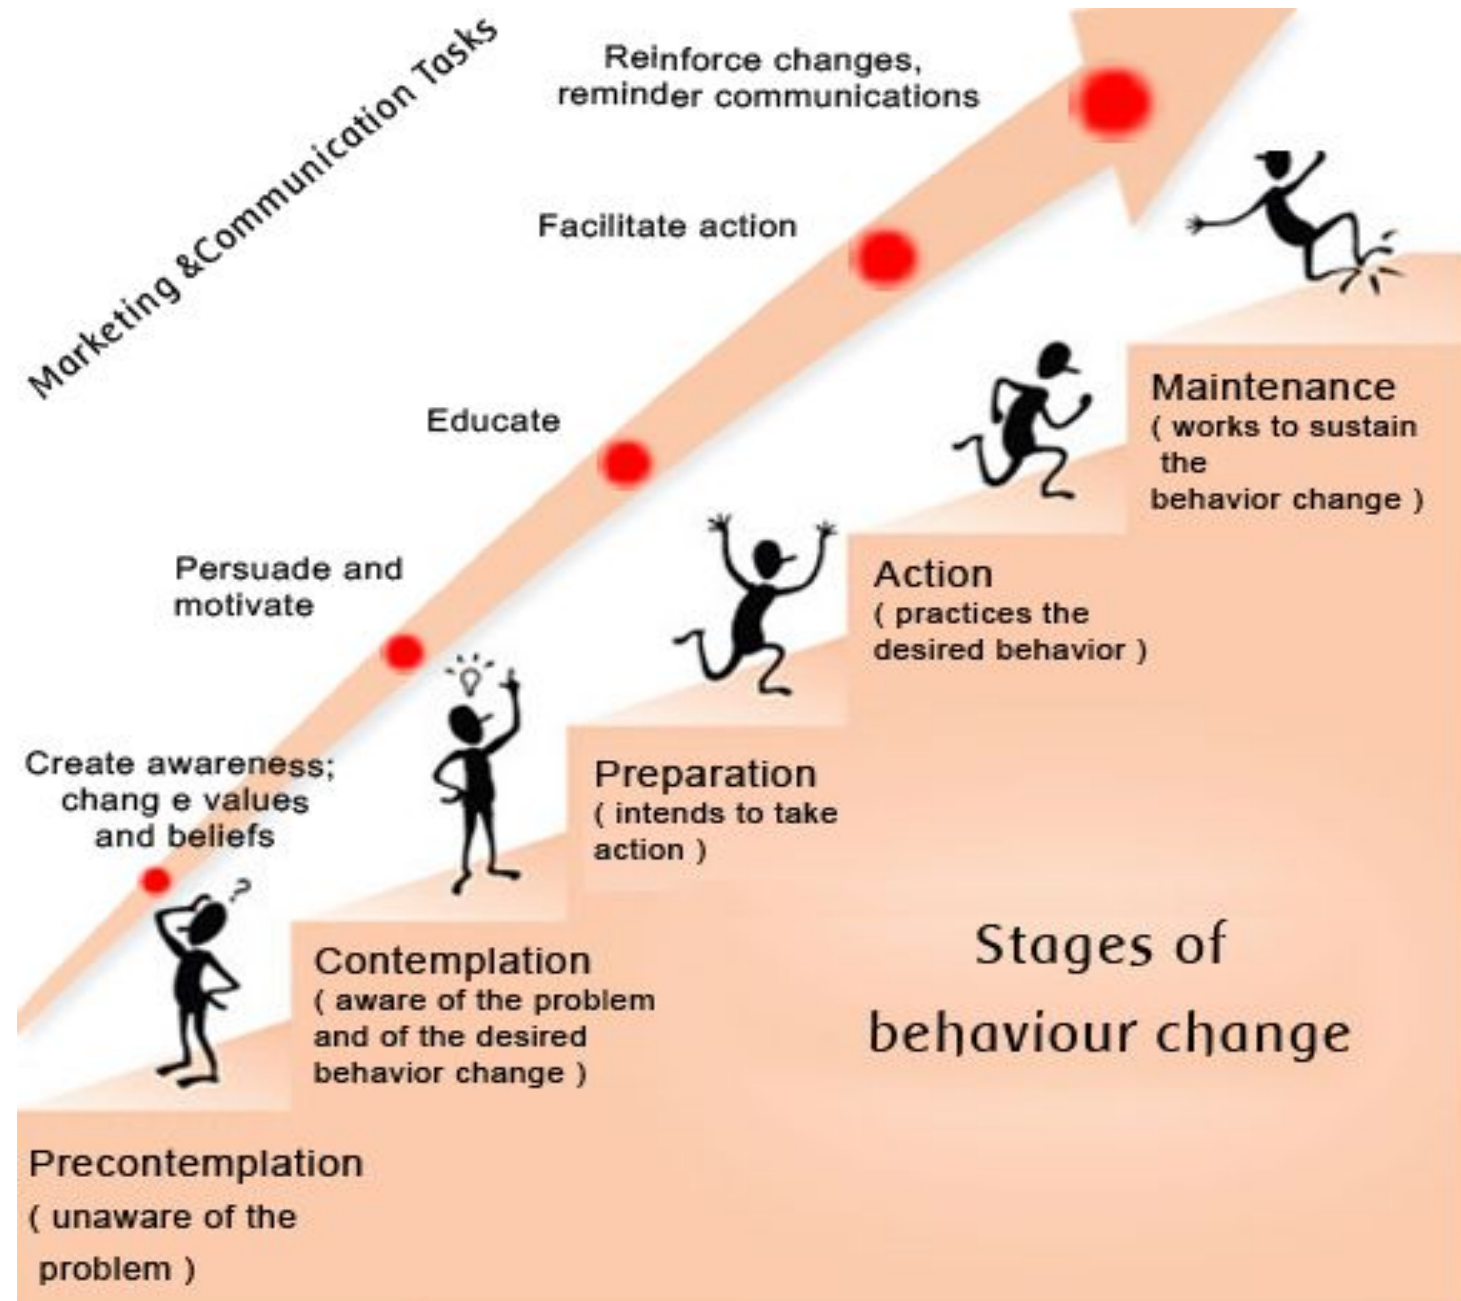 Marketing &Communication Tasks
Reinforce changes,
reminder communications
Facilitate action
Educate
Persuade and
motivate
Create awareness;
chang e values
and beliefs
?
Maintenance
( works to sustain
the
behavior change )
Action
( practices the
desired behavior )
Preparation
( intends to take
action )
Contemplation
( aware of the problem
and of the desired
behavior change )
Precontemplation
( unaware of the
problem )
Stages of
behaviour change